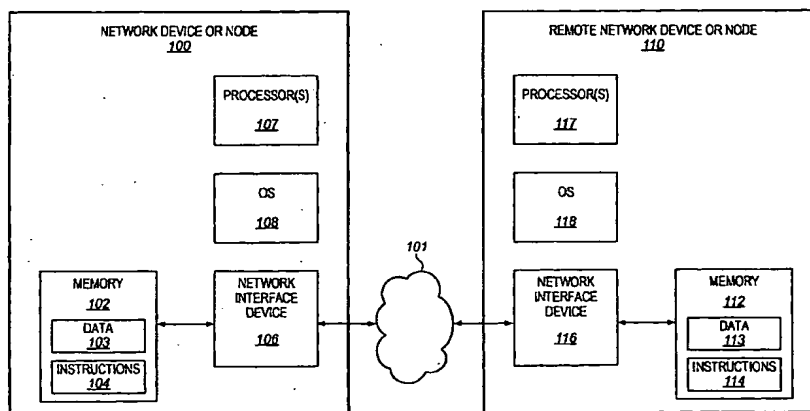 NETWORK DEVICE OR NODE
100
PROCESSOR(S)
107
OS
108
MEMORY
102
DATA
103
INSTRUCTIONS
104
NETWORK
INTERFACE
DEVICE
106
101
REMOTE NETWORK DEVICE OR NODE
110
PROCESSOR(S)
117
OS
118
NETWORK
INTERFACE
DEVICE
116
MEMORY
112
DATA
113
INSTRUCTIONS
114